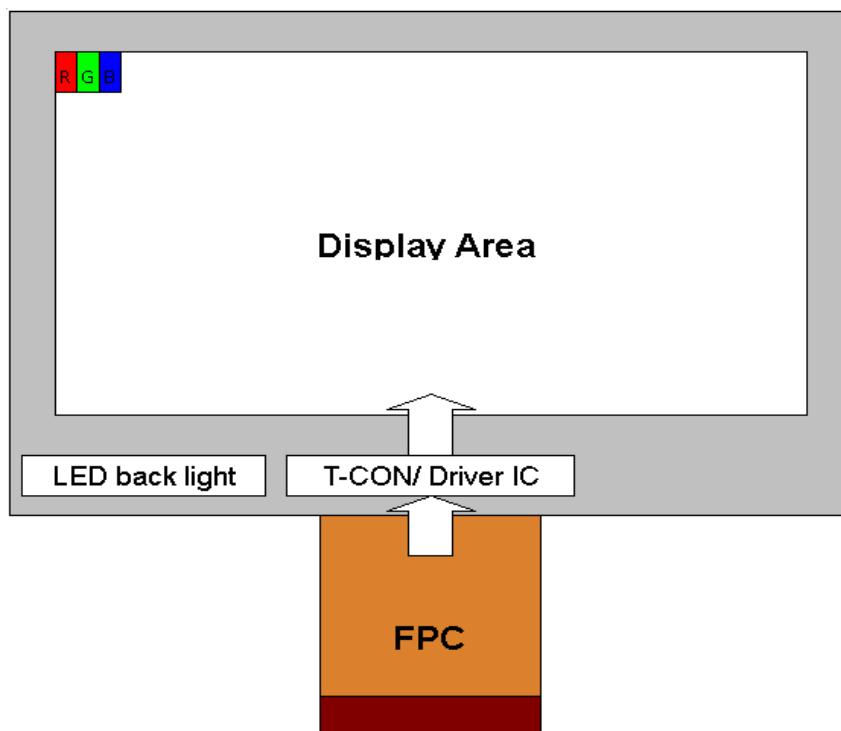 R G B
Display Area
LED back light
T-CON/ Driver IC
FPC